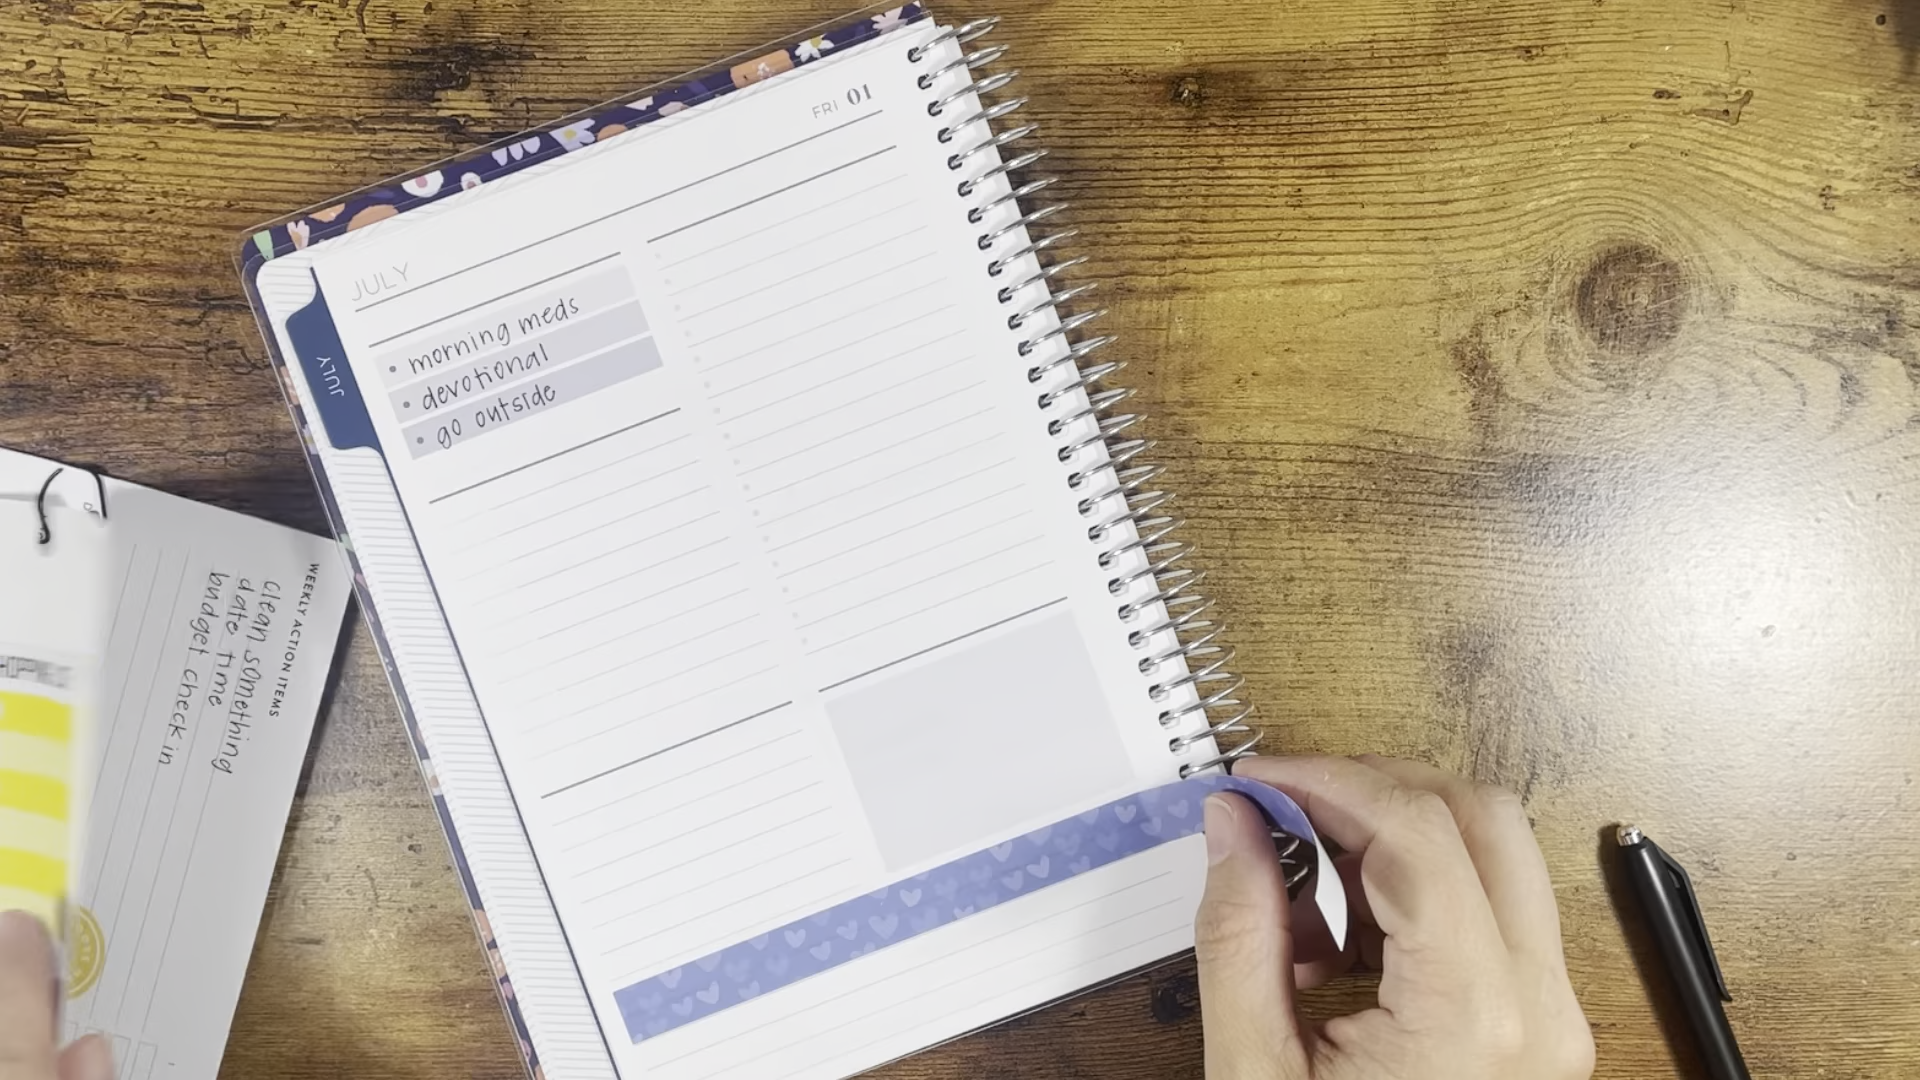 FRI 01
JULY
• morning meds
• devotional
• go outside
JULY
WEEKLY ACTION ITEMS
clean something
date time
budget check in